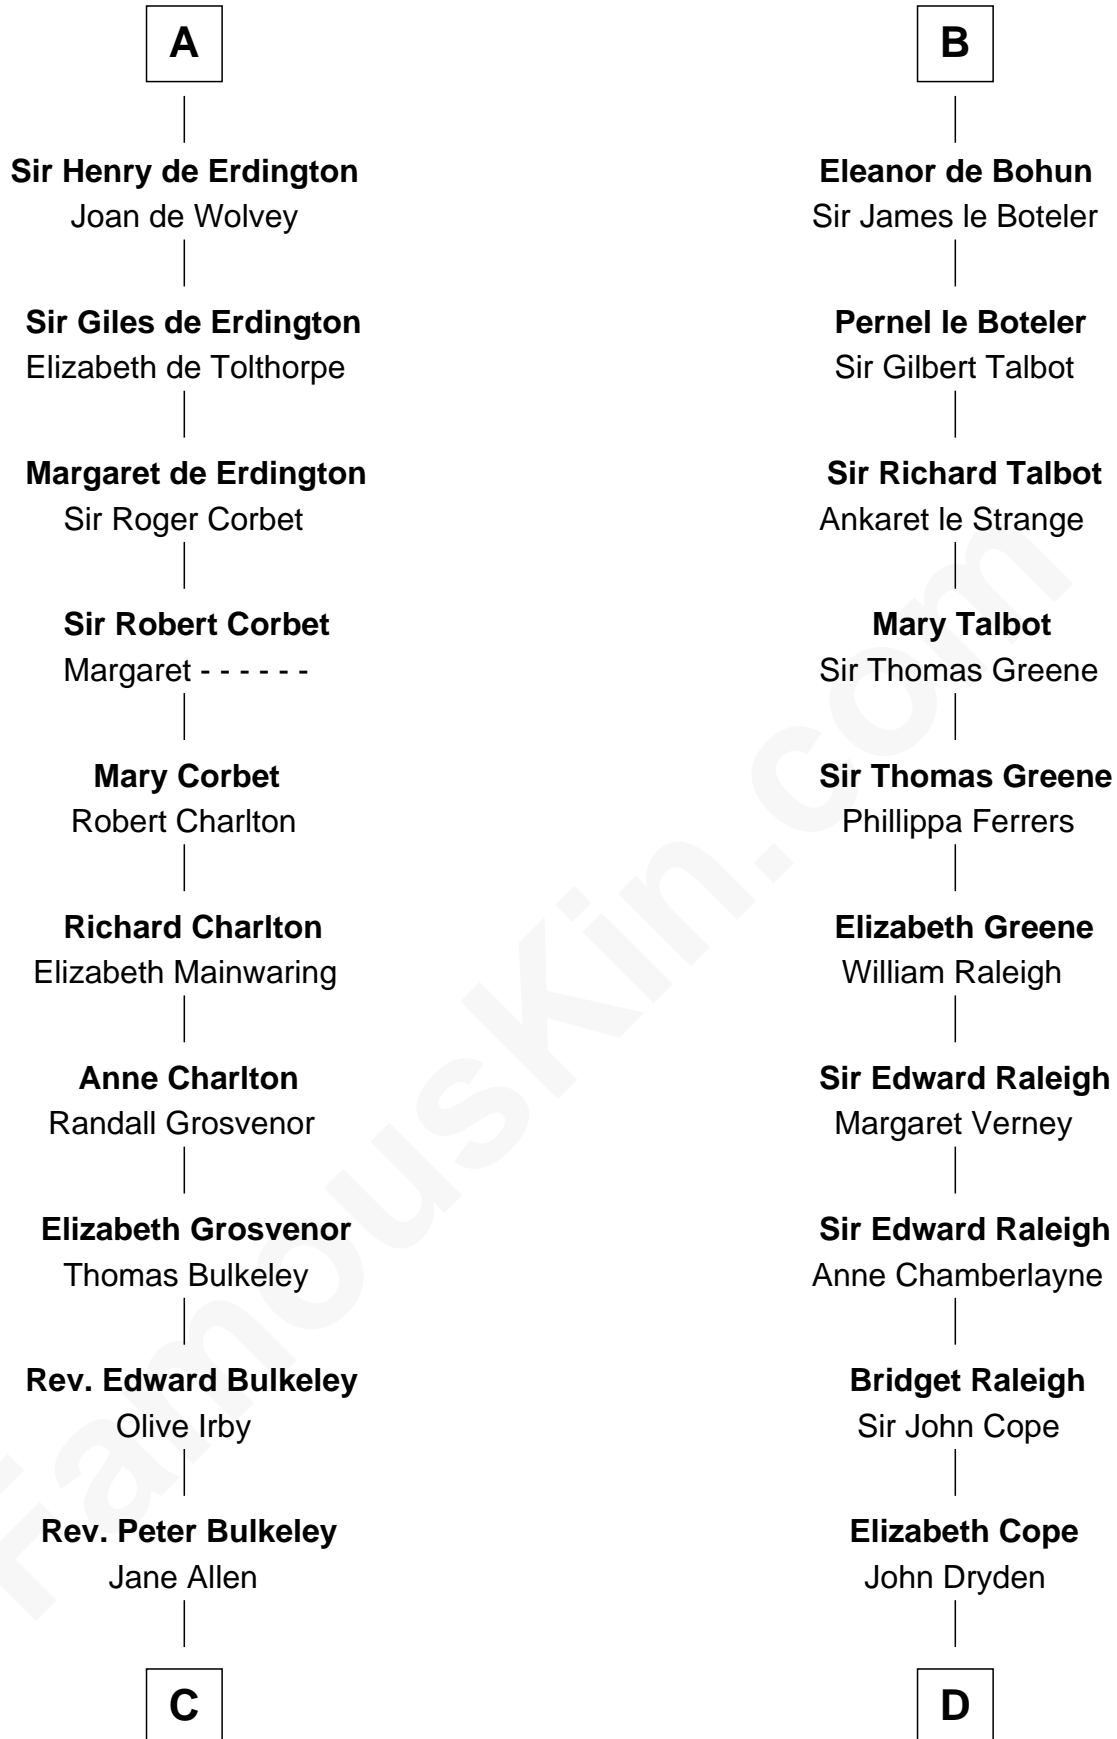 A
Sir Henry de Erdington
Joan de Wolvey
Sir Giles de Erdington
Elizabeth de Tolthorpe
Margaret de Erdington
Sir Roger Corbet
Sir Robert Corbet
Margaret - - - - - -
Mary Corbet
Robert Charlton
Richard Charlton
Elizabeth Mainwaring
Anne Charlton
Randall Grosvenor
Elizabeth Grosvenor
Thomas Bulkeley
Rev. Edward Bulkeley
Olive Irby
Rev. Peter Bulkeley
Jane Allen
C
B
Eleanor de Bohun
Sir James le Boteler
Pernel le Boteler
Sir Gilbert Talbot
Sir Richard Talbot
Ankaret le Strange
Mary Talbot
Sir Thomas Greene
Sir Thomas Greene
Phillippa Ferrers
Elizabeth Greene
William Raleigh
Sir Edward Raleigh
Margaret Verney
Sir Edward Raleigh
Anne Chamberlayne
Bridget Raleigh
Sir John Cope
Elizabeth Cope
John Dryden
D
FamousKin.com